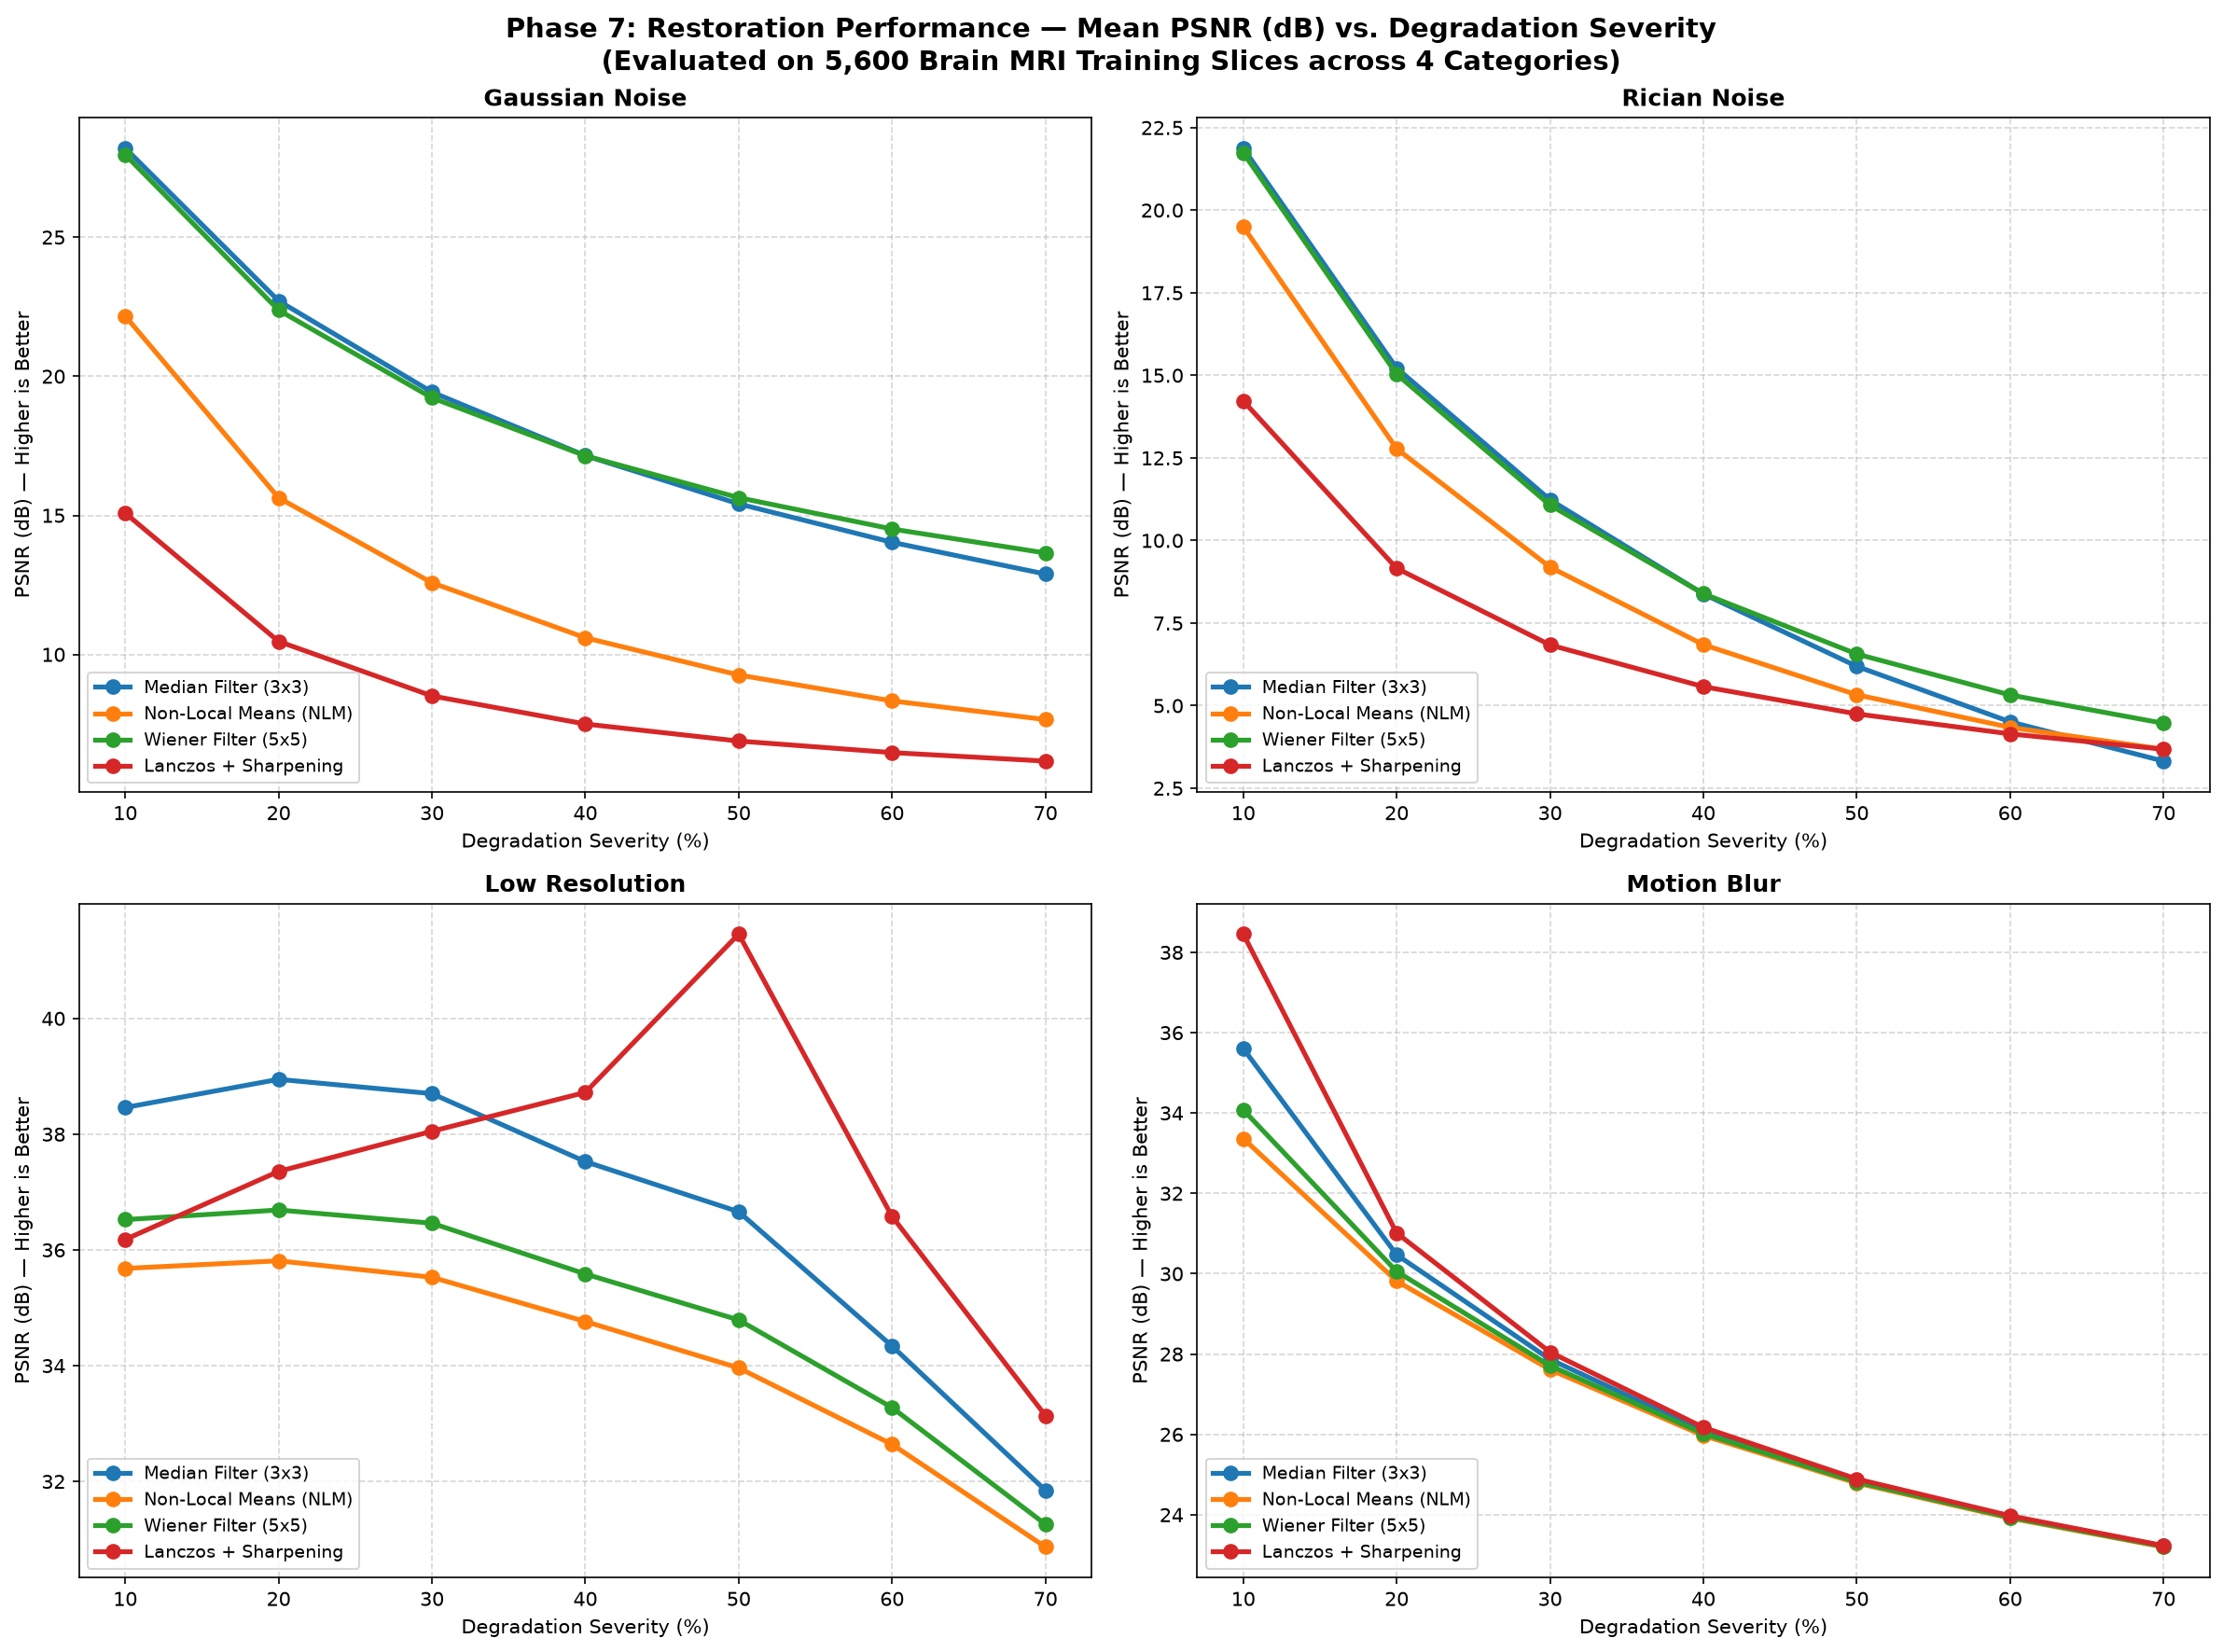 Phase 7: Restoration Performance — Mean PSNR (dB) vs. Degradation Severity
(Evaluated on 5,600 Brain MRI Training Slices across 4 Categories)
Gaussian Noise
PSNR (dB) — Higher is Better
25
20
15
10
Median Filter (3x3)
Non-Local Means (NLM)
Wiener Filter (5x5)
Lanczos + Sharpening
10 20 30 40 50 60 70
Degradation Severity (%)
Rician Noise
PSNR (dB) — Higher is Better
22.5
20.0
17.5
15.0
12.5
10.0
7.5
5.0
2.5
Median Filter (3x3)
Non-Local Means (NLM)
Wiener Filter (5x5)
Lanczos + Sharpening
10 20 30 40 50 60 70
Degradation Severity (%)
Low Resolution
PSNR (dB) — Higher is Better
40
38
36
34
32
Median Filter (3x3)
Non-Local Means (NLM)
Wiener Filter (5x5)
Lanczos + Sharpening
10 20 30 40 50 60 70
Degradation Severity (%)
Motion Blur
PSNR (dB) — Higher is Better
38
36
34
32
30
28
26
24
Median Filter (3x3)
Non-Local Means (NLM)
Wiener Filter (5x5)
Lanczos + Sharpening
10 20 30 40 50 60 70
Degradation Severity (%)